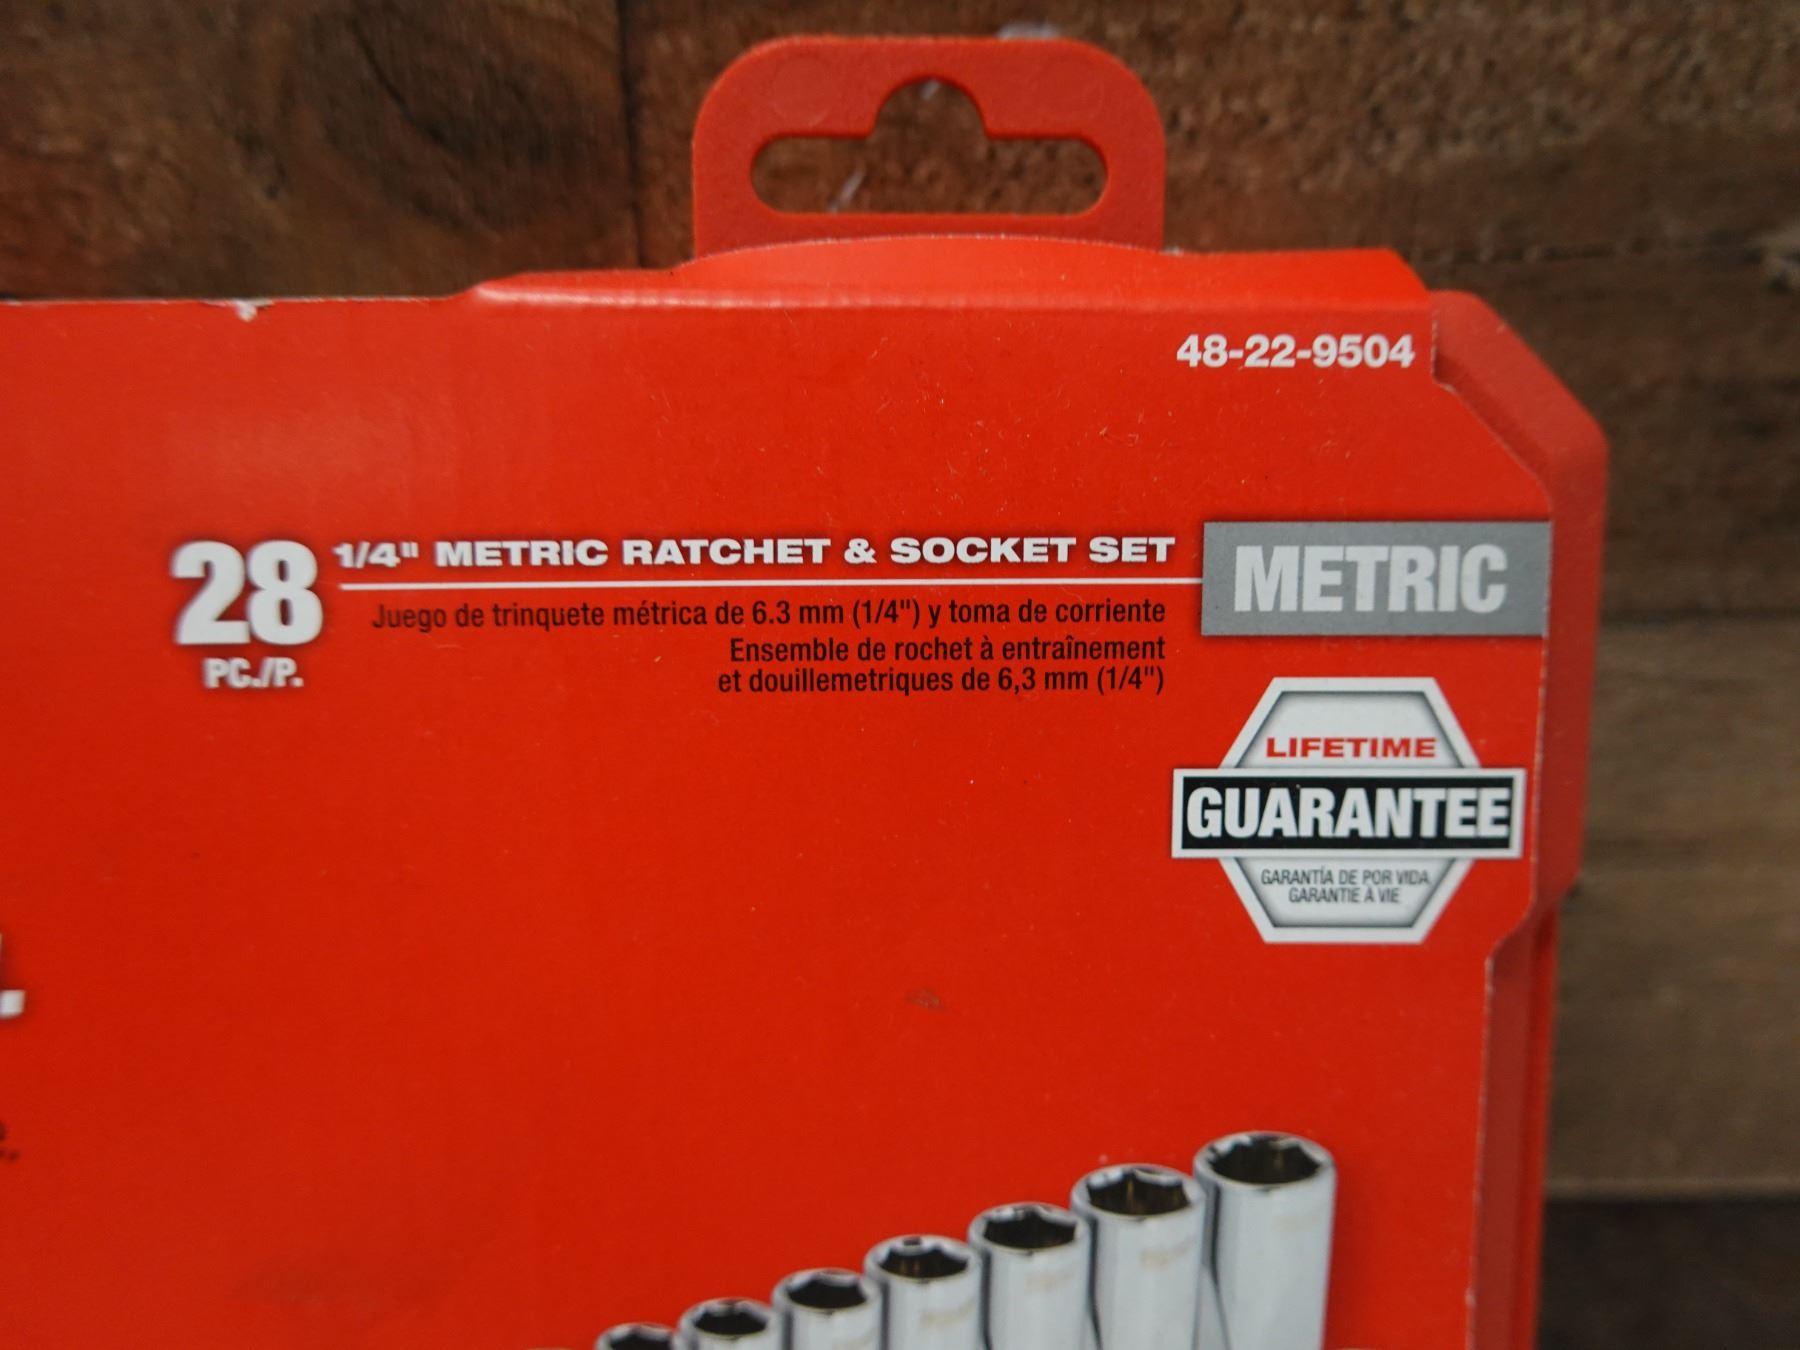 48-22-9504
28 1/4" METRIC RATCHET & SOCKET SET
PC./P.
Juego de trinquete métrica de 6.3 mm (1/4") y toma de corriente
Ensemble de rochet à entraînement
et douillemetriques de 6,3 mm (1/4")
METRIC
LIFETIME
GUARANTEE
GARANTÍA DE POR VIDA
GARANTIE À VIE